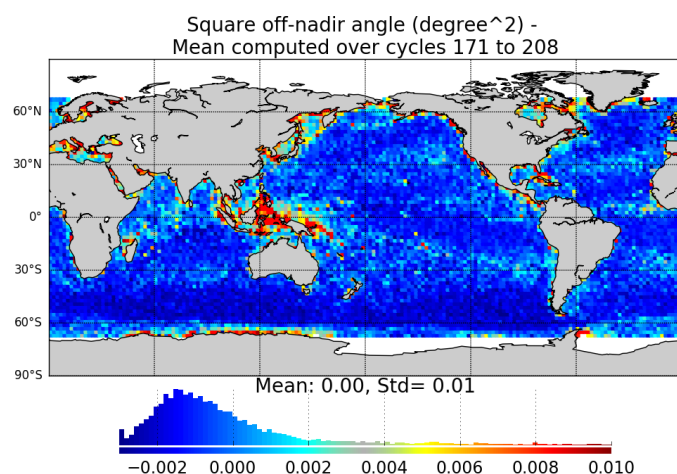 Square off-nadir angle (degree^2) -
Mean computed over cycles 171 to 208
60°N
30°N
0°
30°S
60°S
90°S
Mean: 0.00, Std= 0.01
−0.002 0.000 0.002 0.004 0.006 0.008 0.010